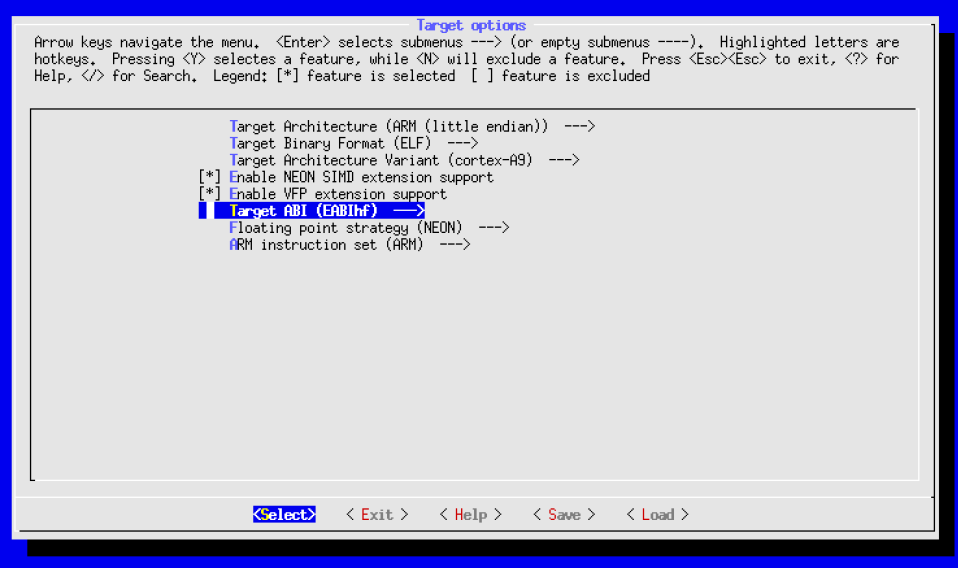 Target options
Arrow keys navigate the menu. <Enter> selects submenus ---> (or empty submenus ----). Highlighted letters are
hotkeys. Pressing <Y> selectes a feature, while <N> will exclude a feature. Press <Esc><Esc> to exit, <?> for
Help, </> for Search. Legend: [*] feature is selected [ ] feature is excluded
Target Architecture (ARM (little endian)) --->
Target Binary Format (ELF) --->
Target Architecture Variant (cortex-A9) --->
[*] Enable NEON SIMD extension support
[*] Enable VFP extension support
Target ABI (EABIhf) --->
Floating point strategy (NEON) --->
ARM instruction set (ARM) --->
<Select> < Exit > < Help > < Save > < Load >